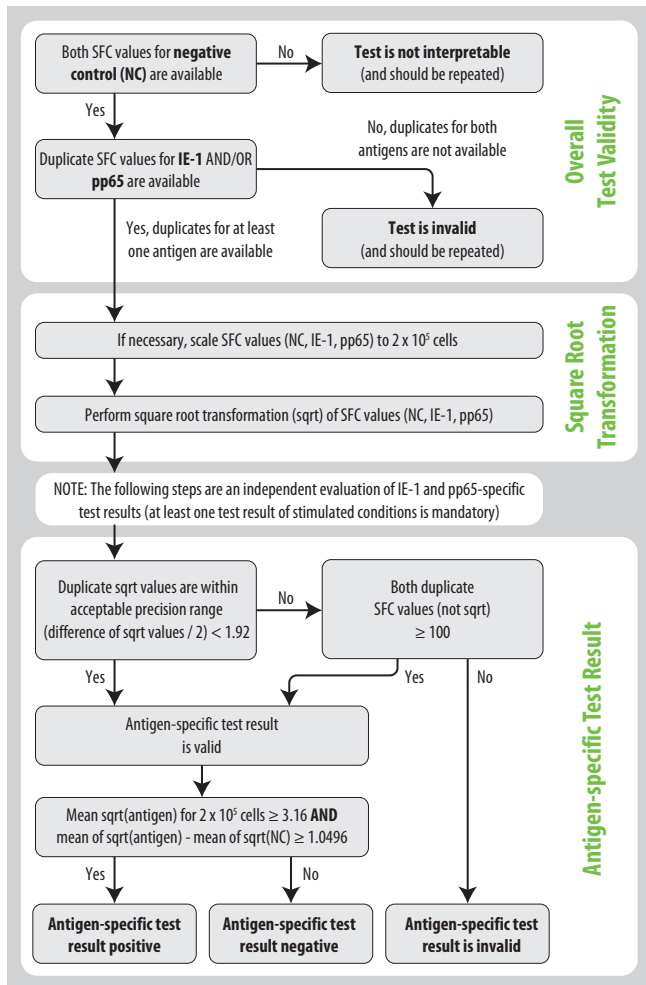 Both SFC values for negative
control (NC) are available
No
Test is not interpretable
(and should be repeated)
Yes
Duplicate SFC values for IE-1 AND/OR
pp65 are available
No, duplicates for both
antigens are not available
Yes, duplicates for at least
one antigen are available
Test is invalid
(and should be repeated)
Overall
Test Validity
If necessary, scale SFC values (NC, IE-1, pp65) to 2 x 10⁵ cells
Perform square root transformation (sqrt) of SFC values (NC, IE-1, pp65)
Square Root
Transformation
NOTE: The following steps are an independent evaluation of IE-1 and pp65-specific
test results (at least one test result of stimulated conditions is mandatory)
Duplicate sqrt values are within
acceptable precision range
(difference of sqrt values / 2) < 1.92
No
Both duplicate
SFC values (not sqrt)
≥ 100
Yes
Yes
No
Antigen-specific test result
is valid
Mean sqrt(antigen) for 2 x 10⁵ cells ≥ 3.16 AND
mean of sqrt(antigen) - mean of sqrt(NC) ≥ 1.0496
Yes
No
Antigen-specific test
result positive
Antigen-specific test
result negative
Antigen-specific test
result is invalid
Antigen-specific Test Result